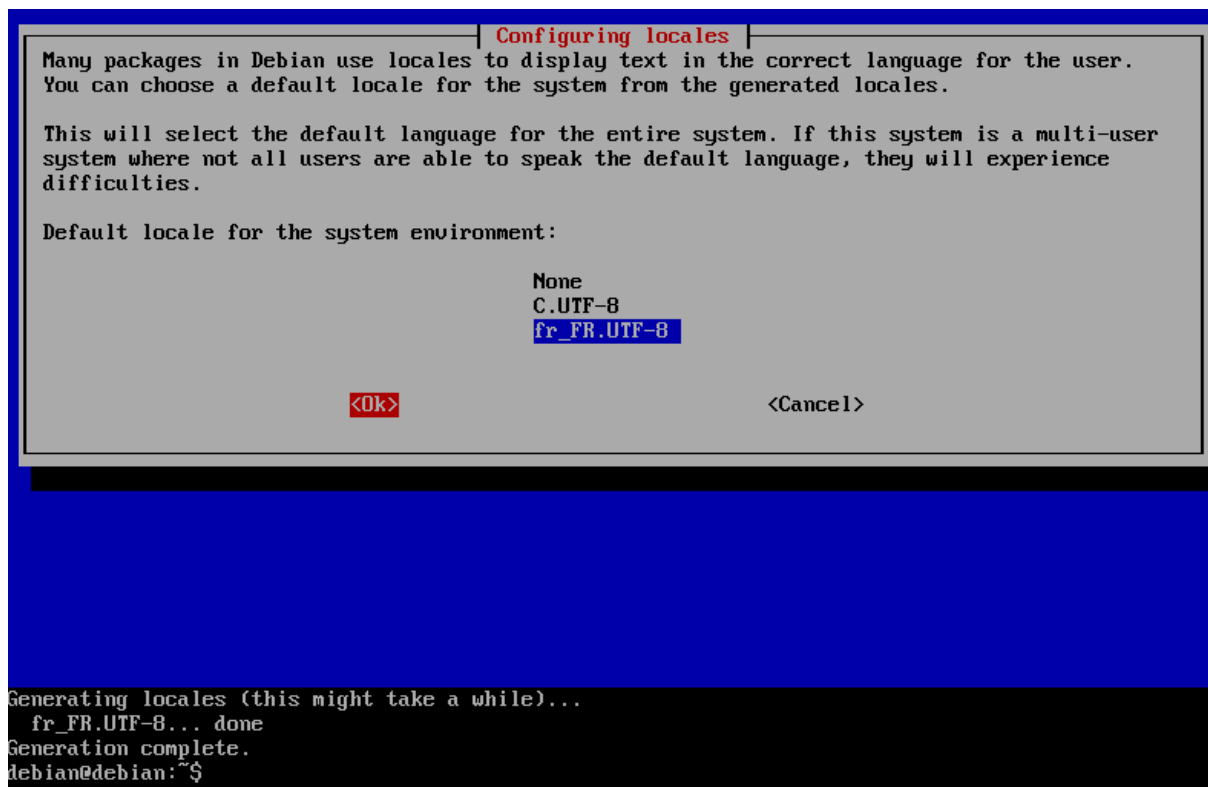 Configuring locales
Many packages in Debian use locales to display text in the correct language for the user.
You can choose a default locale for the system from the generated locales.
This will select the default language for the entire system. If this system is a multi-user
system where not all users are able to speak the default language, they will experience
difficulties.
Default locale for the system environment:
None
C.UTF-8
fr_FR.UTF-8
<Ok> <Cancel>
Generating locales (this might take a while)...
fr_FR.UTF-8... done
Generation complete.
debian@debian:~$